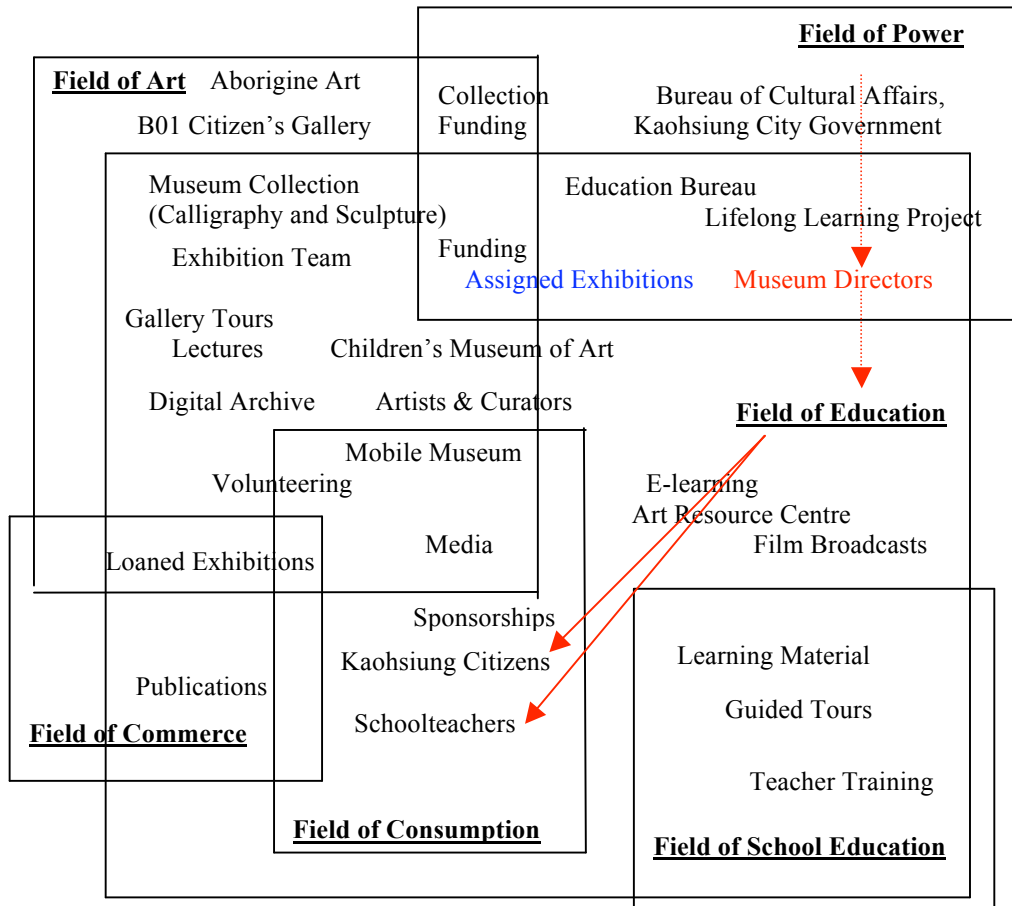 Field of Power
Field of Art Aborigine Art
Collection
Funding
Bureau of Cultural Affairs,
Kaohsiung City Government
B01 Citizen’s Gallery
Museum Collection
(Calligraphy and Sculpture)
Education Bureau
Lifelong Learning Project
Exhibition Team
Funding
Assigned Exhibitions
Museum Directors
Gallery Tours
Lectures
Children’s Museum of Art
Digital Archive
Artists & Curators
Field of Education
Mobile Museum
Volunteering
E-learning
Art Resource Centre
Film Broadcasts
Media
Loaned Exhibitions
Sponsorships
Kaohsiung Citizens
Learning Material
Publications
Schoolteachers
Guided Tours
Field of Commerce
Teacher Training
Field of Consumption
Field of School Education